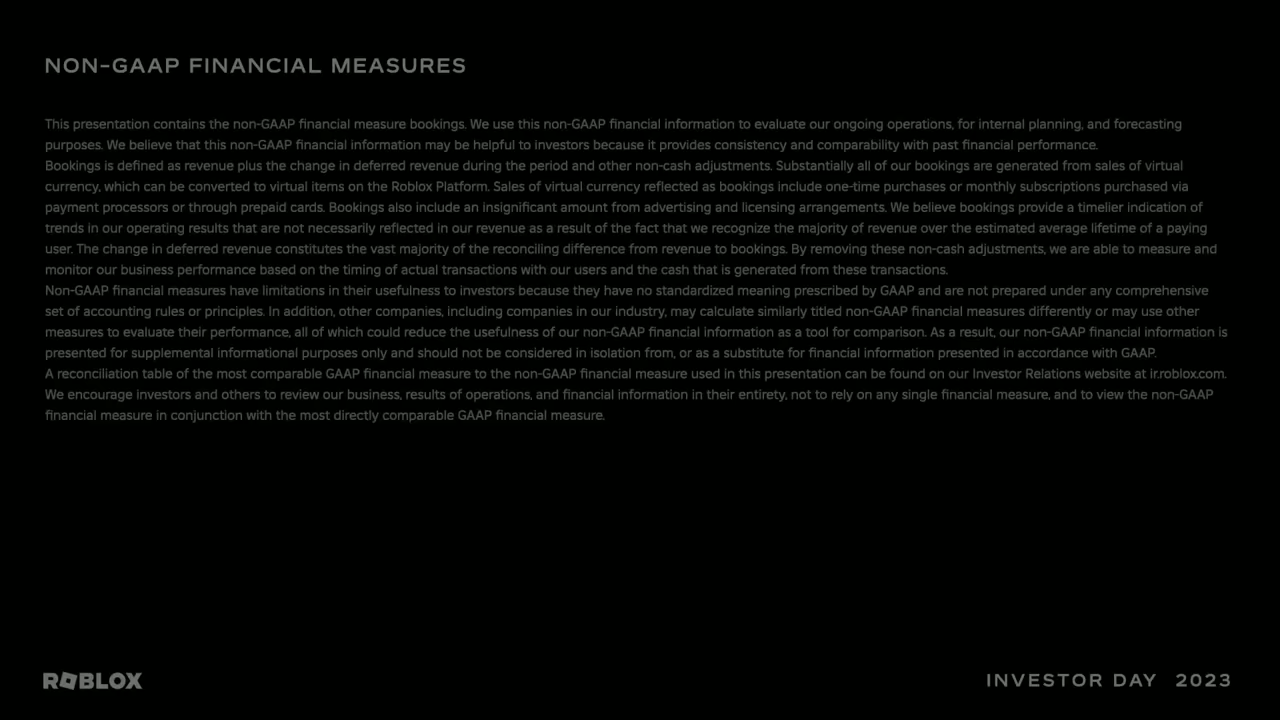 NON-GAAP FINANCIAL MEASURES
This presentation contains the non-GAAP financial measure bookings. We use this non-GAAP financial information to evaluate our ongoing operations, for internal planning, and forecasting
purposes. We believe that this non-GAAP financial information may be helpful to investors because it provides consistency and comparability with past financial performance.
Bookings is defined as revenue plus the change in deferred revenue during the period and other non-cash adjustments. Substantially all of our bookings are generated from sales of virtual
currency, which can be converted to virtual items on the Roblox Platform. Sales of virtual currency reflected as bookings include one-time purchases or monthly subscriptions purchased via
payment processors or through prepaid cards. Bookings also include an insignificant amount from advertising and licensing arrangements. We believe bookings provide a timelier indication of
trends in our operating results that are not necessarily reflected in our revenue as a result of the fact that we recognize the majority of revenue over the estimated average lifetime of a paying
user. The change in deferred revenue constitutes the vast majority of the reconciling difference from revenue to bookings. By removing these non-cash adjustments, we are able to measure and
monitor our business performance based on the timing of actual transactions with our users and the cash that is generated from these transactions.
Non-GAAP financial measures have limitations in their usefulness to investors because they have no standardized meaning prescribed by GAAP and are not prepared under any comprehensive
set of accounting rules or principles. In addition, other companies, including companies in our industry, may calculate similarly titled non-GAAP financial measures differently or may use other
measures to evaluate their performance, all of which could reduce the usefulness of our non-GAAP financial information as a tool for comparison. As a result, our non-GAAP financial information is
presented for supplemental informational purposes only and should not be considered in isolation from, or as a substitute for financial information presented in accordance with GAAP.
A reconciliation table of the most comparable GAAP financial measure to the non-GAAP financial measure used in this presentation can be found on our Investor Relations website at ir.roblox.com.
We encourage investors and others to review our business, results of operations, and financial information in their entirety, not to rely on any single financial measure, and to view the non-GAAP
financial measure in conjunction with the most directly comparable GAAP financial measure.
ROBLOX
INVESTOR DAY 2023